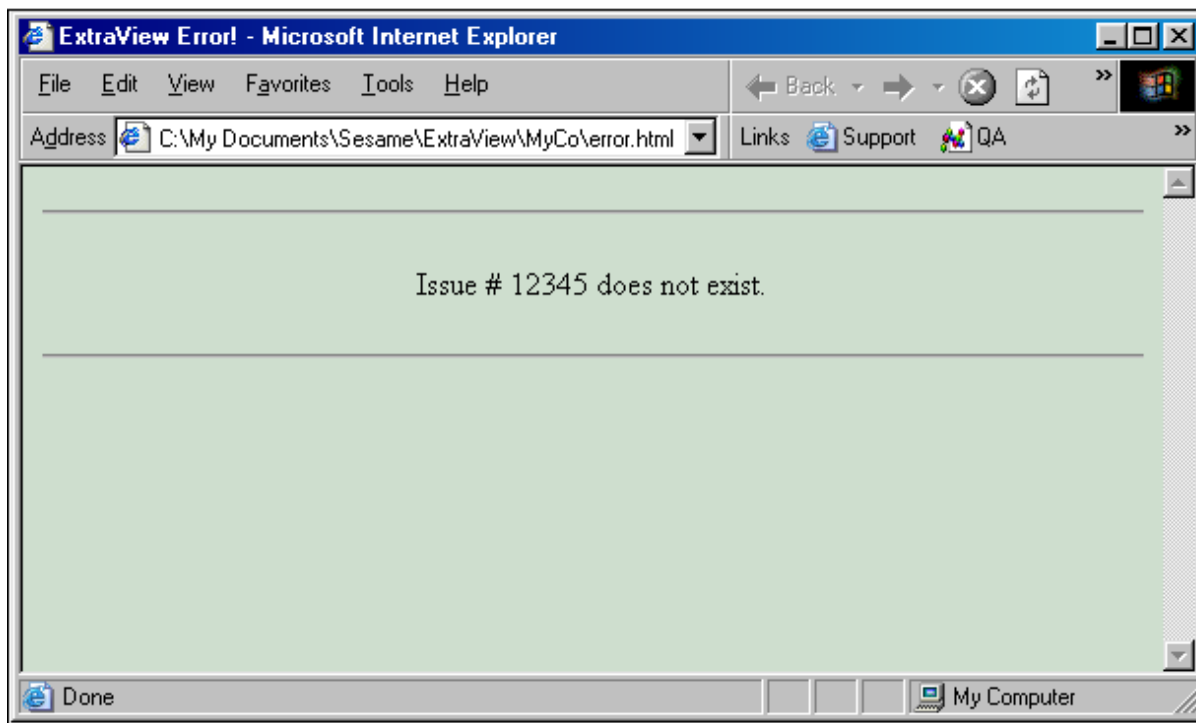 ExtraView Error! - Microsoft Internet Explorer
File Edit View Favorites Tools Help Back »
Address C:\My Documents\Sesame\ExtraView\MyCo\error.html Links Support QA »
Issue # 12345 does not exist.
Done My Computer